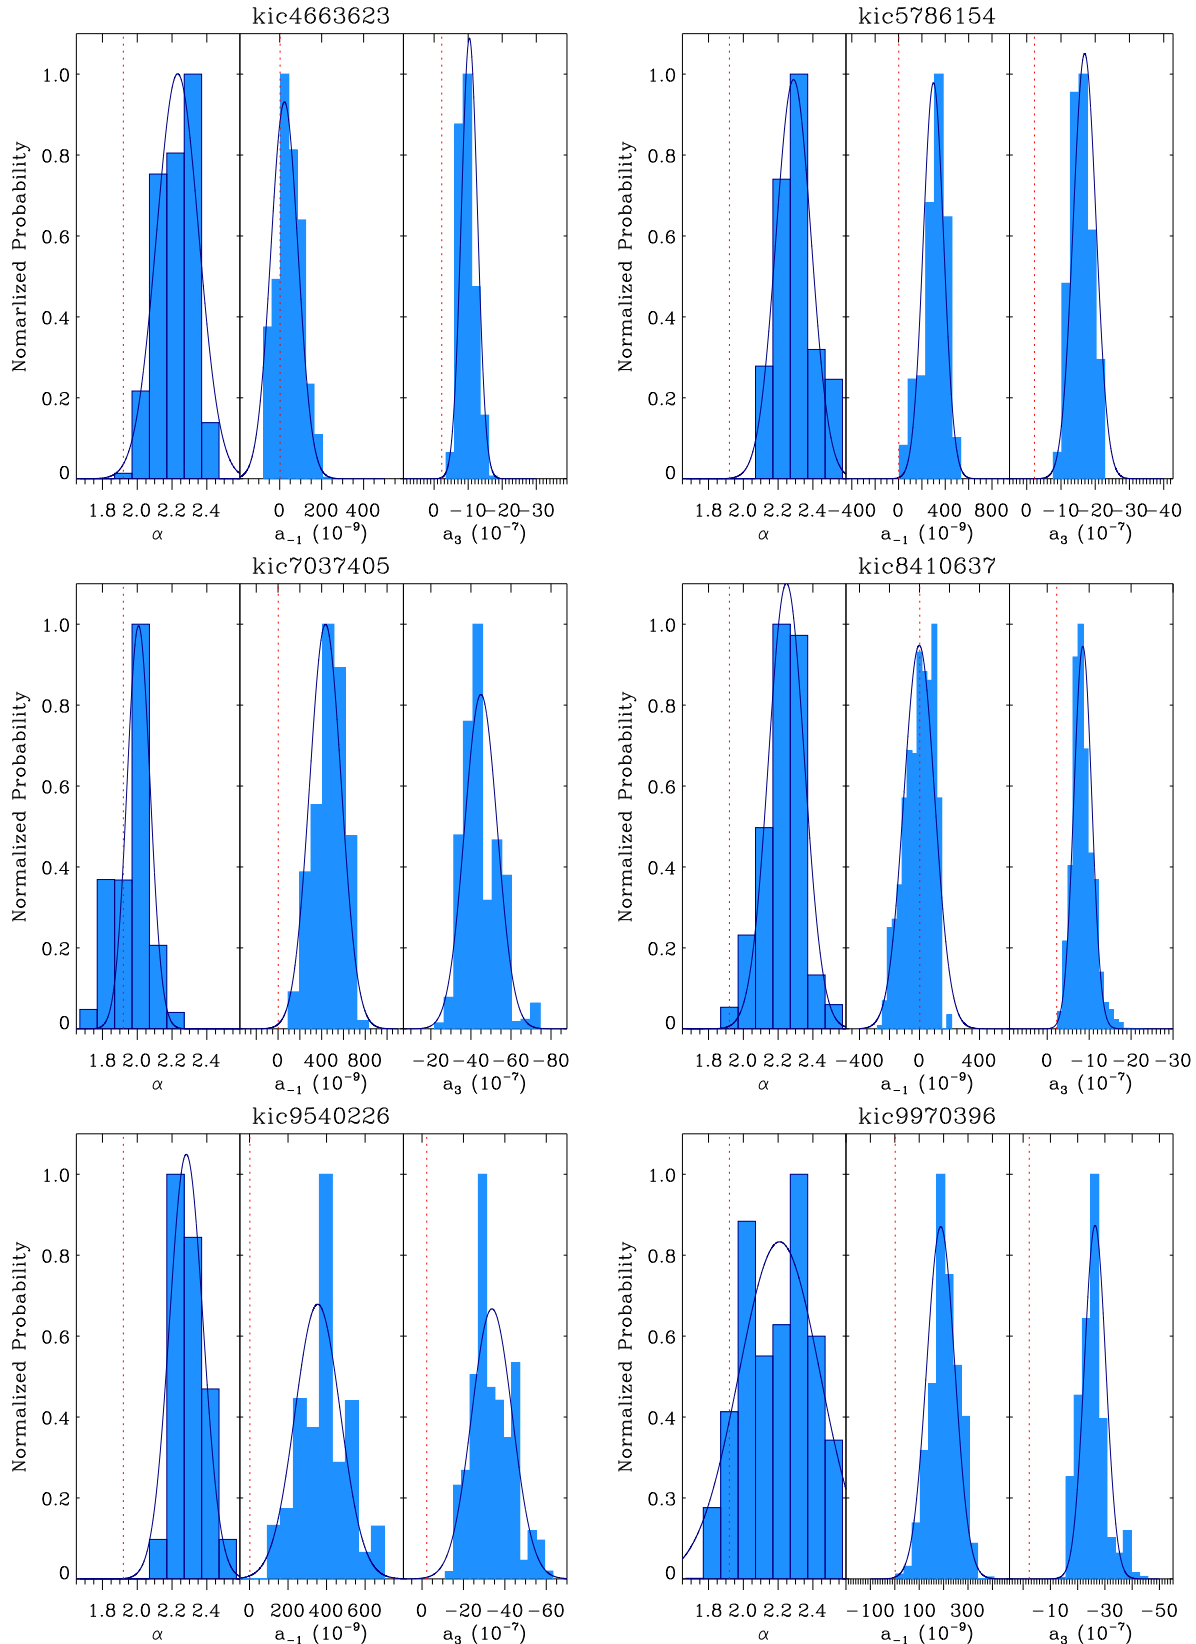 kic4663623 kic5786154
1.0 1.0
0.8 0.8
0.6 0.6
0.4 0.4
0.2 0.2
0 0
Nomarlized Probability Normalized Probability
1.8 2.0 2.2 2.4 0 200 400 0 -10 -20 -30 1.8 2.0 2.2 2.4 -400 0 400 800 0 -10 -20 -30 -40
α a₋₁ (10⁻⁹) a₃ (10⁻⁷) α a₋₁ (10⁻⁹) a₃ (10⁻⁷)
kic7037405 kic8410637
1.0 1.0
0.8 0.8
0.6 0.6
0.4 0.4
0.2 0.2
0 0
Normalized Probability Normalized Probability
1.8 2.0 2.2 2.4 0 400 800 -20 -40 -60 -80 1.8 2.0 2.2 2.4 -400 0 400 0 -10 -20 -30
α a₋₁ (10⁻⁹) a₃ (10⁻⁷) α a₋₁ (10⁻⁹) a₃ (10⁻⁷)
kic9540226 kic9970396
1.0 1.0
0.8 0.8
0.6 0.6
0.4 0.4
0.2 0.3
0 0
Normalized Probability Normalized Probability
1.8 2.0 2.2 2.4 0 200 400 600 0 -20 -40 -60 1.8 2.0 2.2 2.4 -100 100 300 -10 -30 -50
α a₋₁ (10⁻⁹) a₃ (10⁻⁷) α a₋₁ (10⁻⁹) a₃ (10⁻⁷)